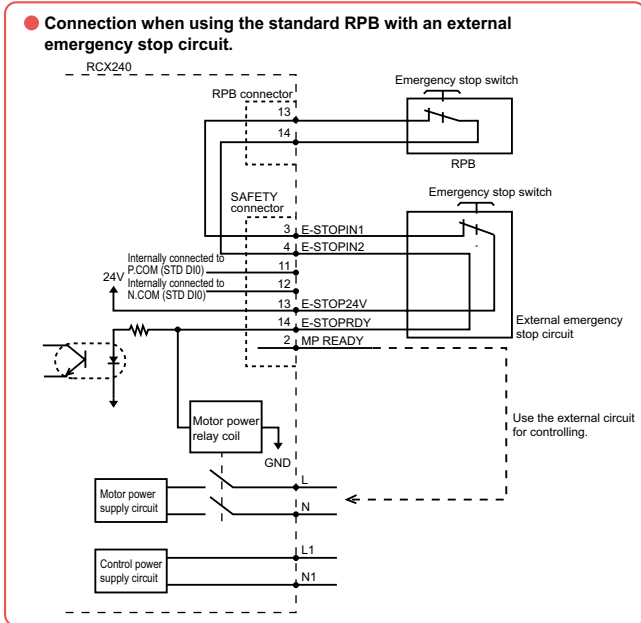 Connection when using the standard RPB with an external
emergency stop circuit.
RCX240
RPB connector
13
14
Emergency stop switch
RPB
SAFETY
connector
Emergency stop switch
3 E-STOPIN1
4 E-STOPIN2
Internally connected to
P.COM (STD DI0)
11
24V
Internally connected to
N.COM (STD DI0)
12
13 E-STOP24V
14 E-STOPRDY
2 MP READY
External emergency
stop circuit
Motor power
relay coil
GND
Use the external circuit
for controlling.
Motor power
supply circuit
L
N
Control power
supply circuit
L1
N1